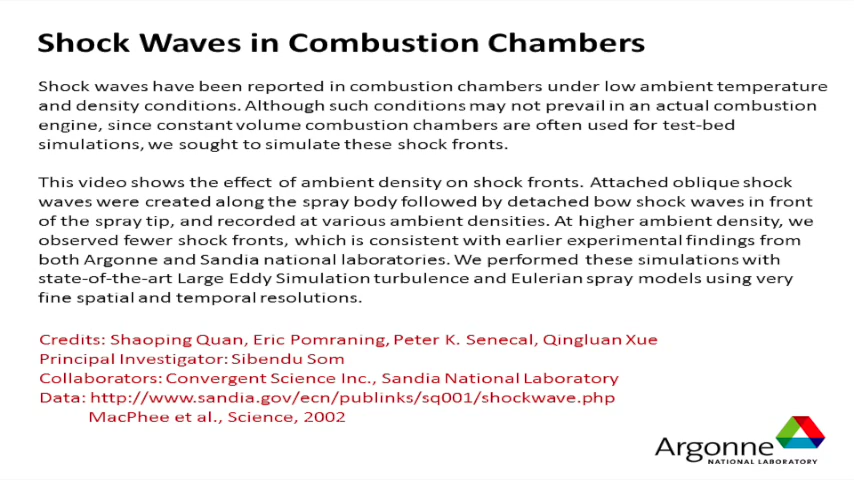 Shock Waves in Combustion Chambers
Shock waves have been reported in combustion chambers under low ambient temperature
and density conditions. Although such conditions may not prevail in an actual combustion
engine, since constant volume combustion chambers are often used for test-bed
simulations, we sought to simulate these shock fronts.
This video shows the effect of ambient density on shock fronts. Attached oblique shock
waves were created along the spray body followed by detached bow shock waves in front
of the spray tip, and recorded at various ambient densities. At higher ambient density, we
observed fewer shock fronts, which is consistent with earlier experimental findings from
both Argonne and Sandia national laboratories. We performed these simulations with
state-of-the-art Large Eddy Simulation turbulence and Eulerian spray models using very
fine spatial and temporal resolutions.
Credits: Shaoping Quan, Eric Pomraning, Peter K. Senecal, Qingluan Xue
Principal Investigator: Sibendu Som
Collaborators: Convergent Science Inc., Sandia National Laboratory
Data: http://www.sandia.gov/ecn/publinks/sq001/shockwave.php
MacPhee et al., Science, 2002
Argonne
NATIONAL LABORATORY